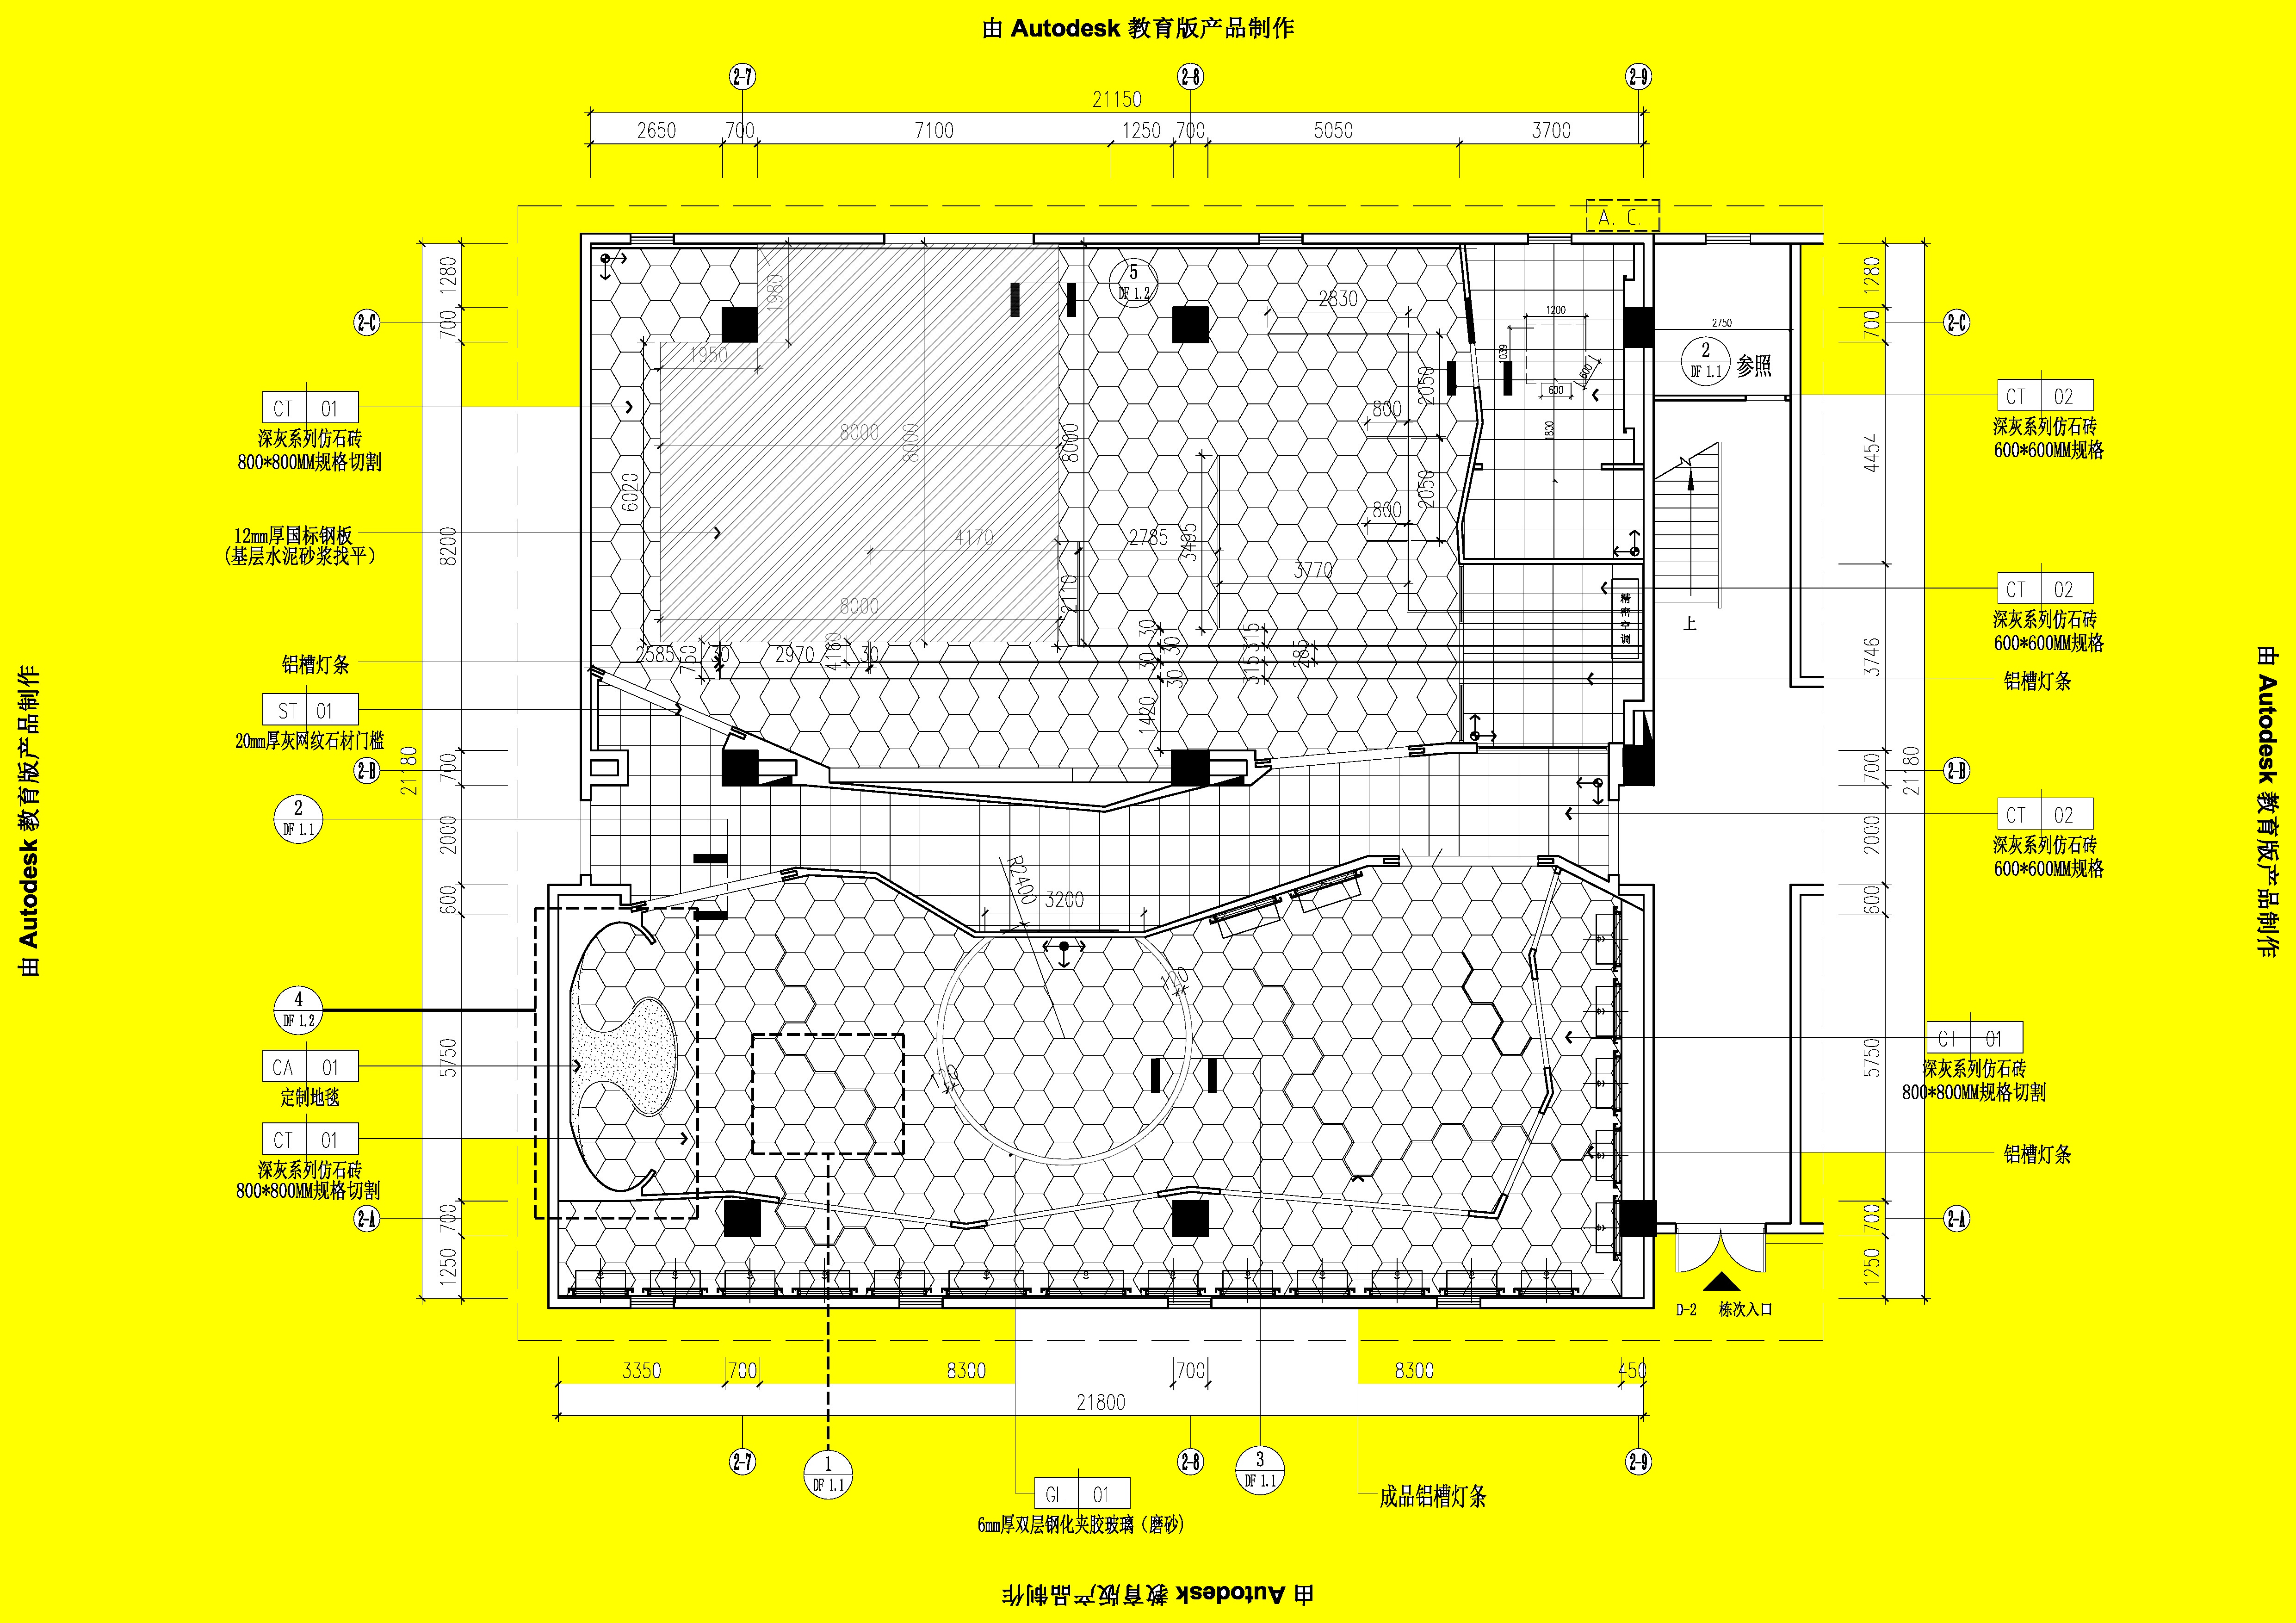 由 Autodesk 教育版产品制作
2-7
2-8
2-9
21150
2650
700
7100
1250
700
5050
3700
A. C.
1280
700
8200
700
2000
600
5750
700
1250
21180
2-C
2-B
2-A
CT 01
深灰系列仿石砖
800*800MM规格切割
12mm厚国标钢板
(基层水泥砂浆找平)
铝槽灯条
ST 01
20mm厚灰网纹石材门槛
2
DF 1.1
4
DF 1.2
CA 01
定制地毯
CT 01
深灰系列仿石砖
800*800MM规格切割
由 Autodesk 教育版产品制作
1980
1950
8000
8000
8000
6020
4170
8000
2110
2585
750
30
2970
4160
30
5
DF 1.2
2830
2050
800
2050
800
2785
3495
3770
30
30
30
30
315
315
285
1420
1200
1039
600
600
1800
2750
2
DF 1.1
参照
精密空调
上
R2400
3200
120
120
1280
700
4454
3746
700
2000
600
5750
700
1250
21180
2-C
2-B
2-A
CT 02
深灰系列仿石砖
600*600MM规格
CT 02
深灰系列仿石砖
600*600MM规格
铝槽灯条
CT 02
深灰系列仿石砖
600*600MM规格
CT 01
深灰系列仿石砖
800*800MM规格切割
铝槽灯条
由 Autodesk 教育版产品制作
D-2 栋次入口
3350
700
8300
700
8300
450
21800
2-7
2-8
2-9
1
DF 1.1
3
DF 1.1
GL 01
6mm厚双层钢化夹胶玻璃（磨砂）
成品铝槽灯条
由 Autodesk 教育版产品制作